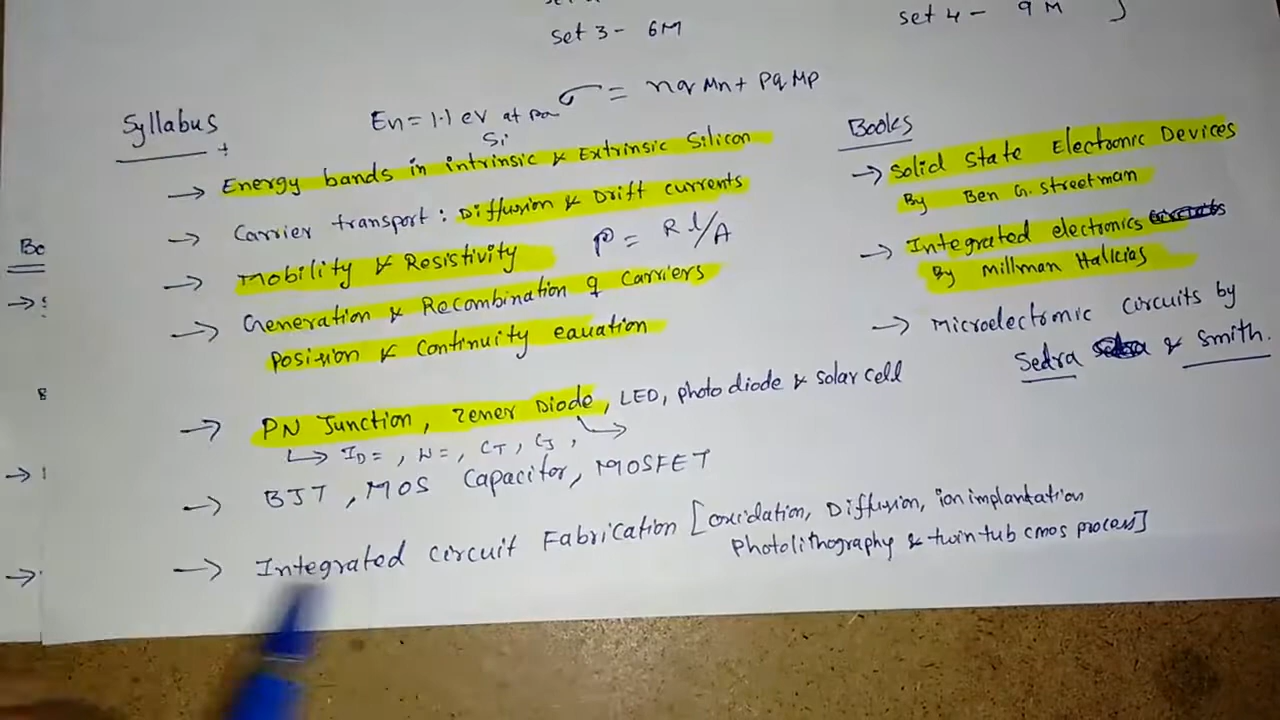 set 3 - 6M
set 4 - 9 M
σ = nqμn + pqμp
Syllabus
En = 1.1 ev at
Si
→ Energy bands in intrinsic & Extrinsic Silicon
→ Carrier transport : Diffusion & Drift currents
→ Mobility & Resistivity
ρ = Rl/A
→ Generation & Recombination of carriers
Posision & Continuity eauation
→ PN Junction, Zener Diode, LED, photo diode & solar cell
↳ ID = , W = , CT , CJ ,
→ BJT , MOS Capacitor, MOSFET
→ Integrated circuit Fabrication [oxidation, Diffusion, ion implantation
Photolithography & twin tub cmos process]
Books
→ Solid State Electronic Devices
By Ben G. streetman
→ Integrated electronics
By Millman Halkias
→ Microelectronic circuits by
Sedra & Smith.
Be